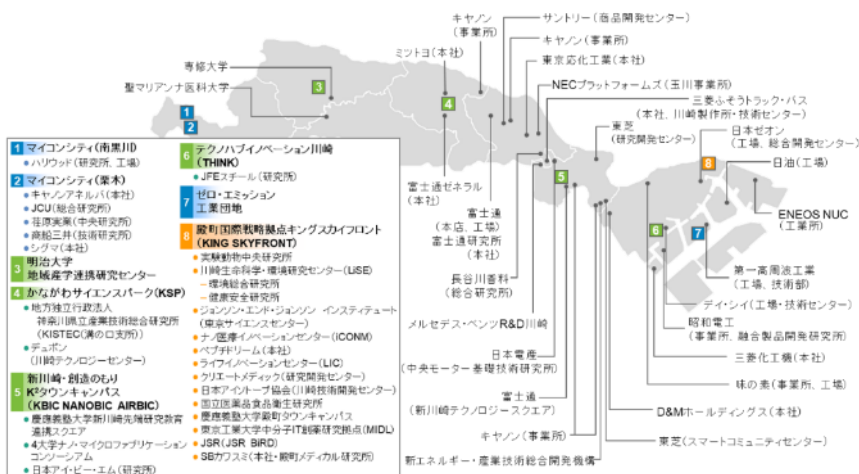 キヤノン
(事業所)
サントリー(商品開発センター)
キヤノン(事業所)
ミツトヨ(本社)
東京応化工業(本社)
専修大学
聖マリアンナ医科大学
NECプラットフォームズ(玉川事業所)
三菱ふそうトラック・バス
(本社、川崎製作所・技術センター)
東芝
(研究開発センター)
日本ゼオン
(工場、総合開発センター)
日油(工場)
ENEOS NUC
(工業所)
第一高周波工業
(工場、技術部)
デイ・シイ(工場・技術センター)
昭和電工
(事業所、融合製品開発研究所)
三菱化工機(本社)
味の素(事業所、工場)
D&Mホールディングス(本社)
東芝(スマートコミュニティセンター)
富士通ゼネラル
(本社)
富士通
(本店、工場)
富士通研究所
(本社)
長谷川香料
(総合研究所)
メルセデス・ベンツR&D川崎
日本電産
(中央モーター基礎技術研究所)
富士通
(新川崎テクノロジースクエア)
キヤノン(事業所)
新エネルギー・産業技術総合開発機構
1
2
3
4
5
6
7
8
1 マイコンシティ(南黒川)
●ハリウッド(研究所、工場)
2 マイコンシティ(栗木)
●キヤノンアネルバ(本社)
●JCU(総合研究所)
●荏原実業(中央研究所)
●商船三井(技術研究所)
●シグマ(本社)
3 明治大学
地域産学連携研究センター
4 かながわサイエンスパーク(KSP)
●地方独立行政法人
神奈川県立産業技術総合研究所
(KISTEC(溝の口支所))
●デュポン
(川崎テクノロジーセンター)
5 新川崎・創造のもり
K²タウンキャンパス
(KBIC NANOBIC AIRBIC)
●慶應義塾大学新川崎先端研究教育
連携スクエア
●4大学ナノ・マイクロファブリケーション
コンソーシアム
●日本アイ・ビー・エム(研究所)
6 テクノハブイノベーション川崎
(THINK)
●JFEスチール(研究所)
7 ゼロ・エミッション
工業団地
8 殿町国際戦略拠点キングスカイフロント
(KING SKYFRONT)
●実験動物中央研究所
●川崎生命科学・環境研究センター(LiSE)
－環境総合研究所
－健康安全研究所
●ジョンソン・エンド・ジョンソン インスティテュート
(東京サイエンスセンター)
●ナノ医療イノベーションセンター(iCONM)
●ペプチドリーム(本社)
●ライフイノベーションセンター(LIC)
●クリエートメディック(研究開発センター)
●日本アイソトープ協会(川崎技術開発センター)
●国立医薬品食品衛生研究所
●慶應義塾大学殿町タウンキャンパス
●東京工業大学中分子IT創薬研究拠点(MIDL)
●JSR(JSR BiRD)
●SBカワスミ(本社・殿町メディカル研究所)